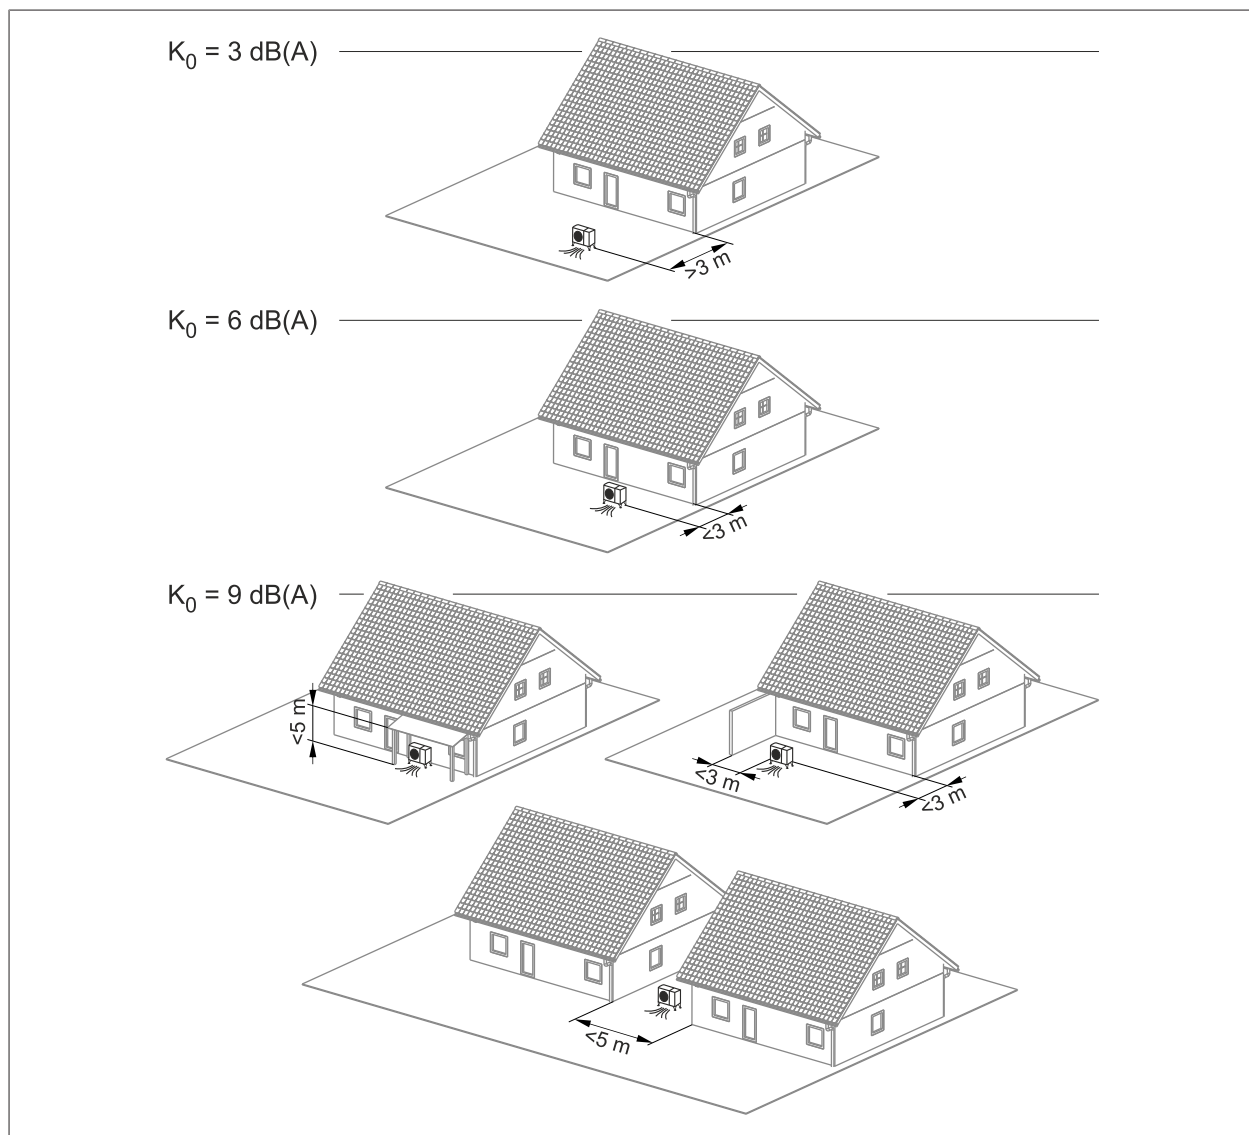 K₀ = 3 dB(A)
>3 m
K₀ = 6 dB(A)
<3 m
K₀ = 9 dB(A)
<5 m
<3 m
<3 m
<5 m